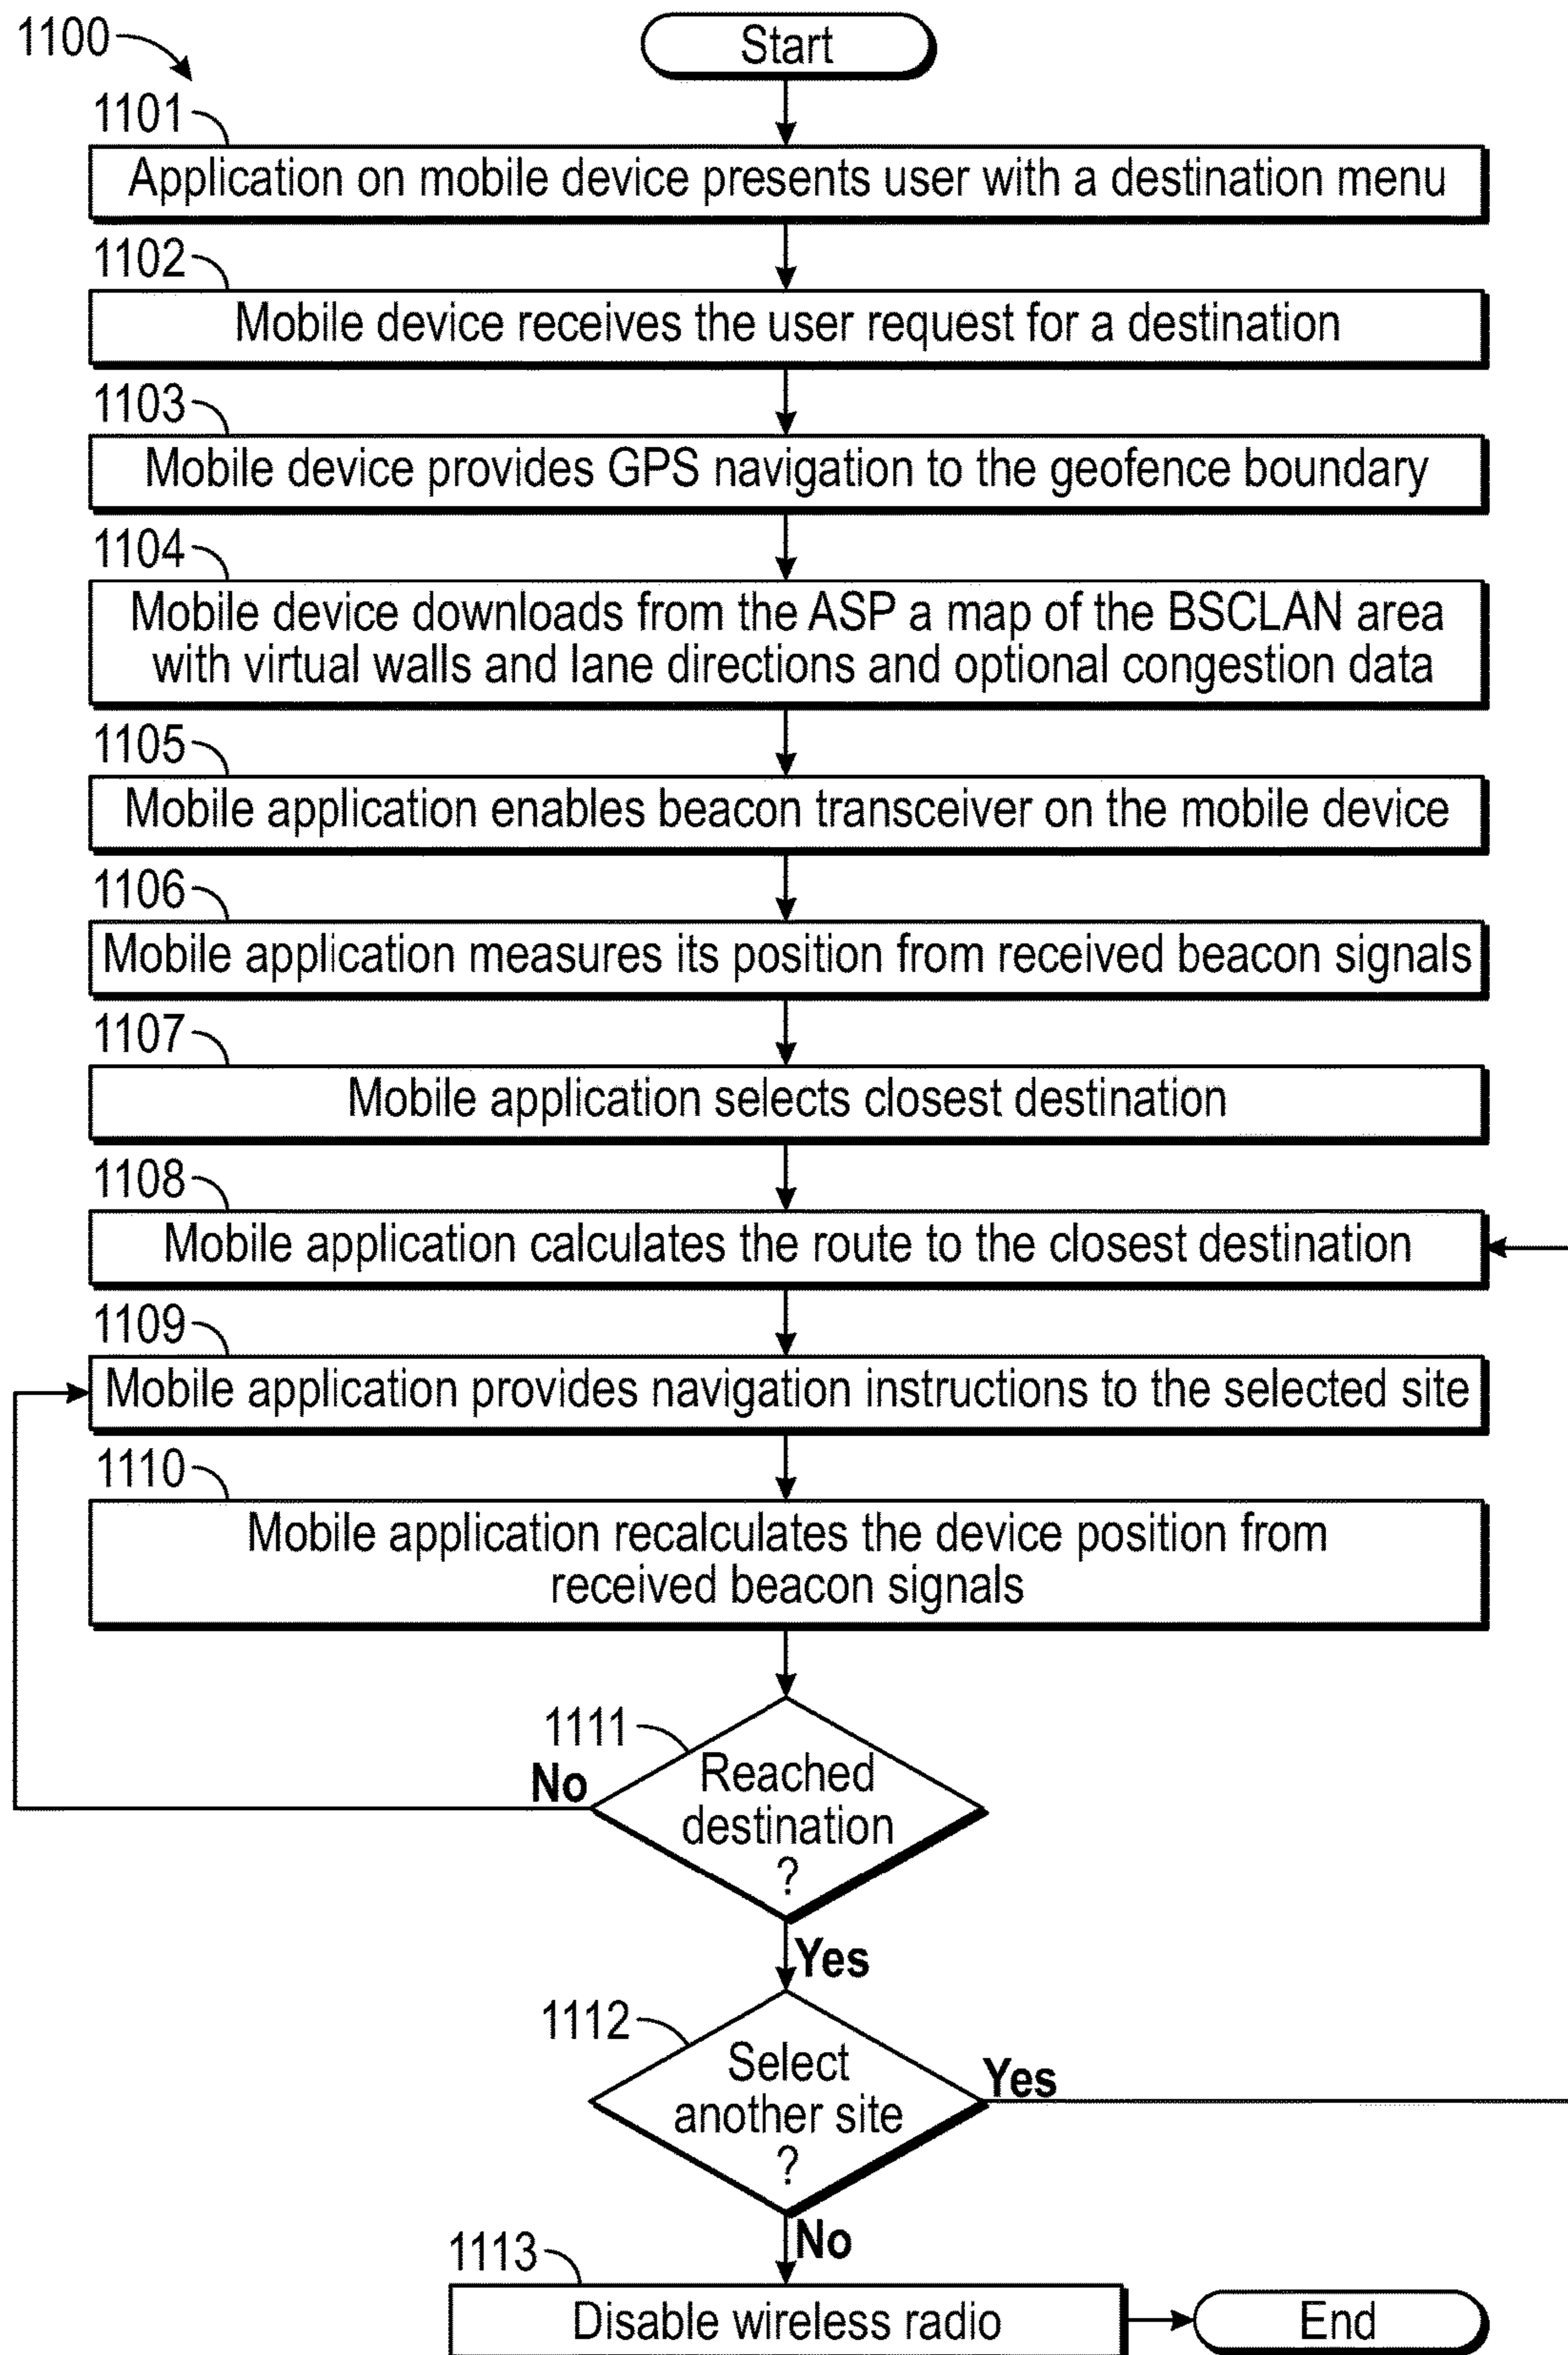 1100
Start
1101
Application on mobile device presents user with a destination menu
1102
Mobile device receives the user request for a destination
1103
Mobile device provides GPS navigation to the geofence boundary
1104
Mobile device downloads from the ASP a map of the BSCLAN area
with virtual walls and lane directions and optional congestion data
1105
Mobile application enables beacon transceiver on the mobile device
1106
Mobile application measures its position from received beacon signals
1107
Mobile application selects closest destination
1108
Mobile application calculates the route to the closest destination
1109
Mobile application provides navigation instructions to the selected site
1110
Mobile application recalculates the device position from
received beacon signals
1111
No
Reached
destination
?
Yes
1112
Select
another site
?
Yes
No
1113
Disable wireless radio
End